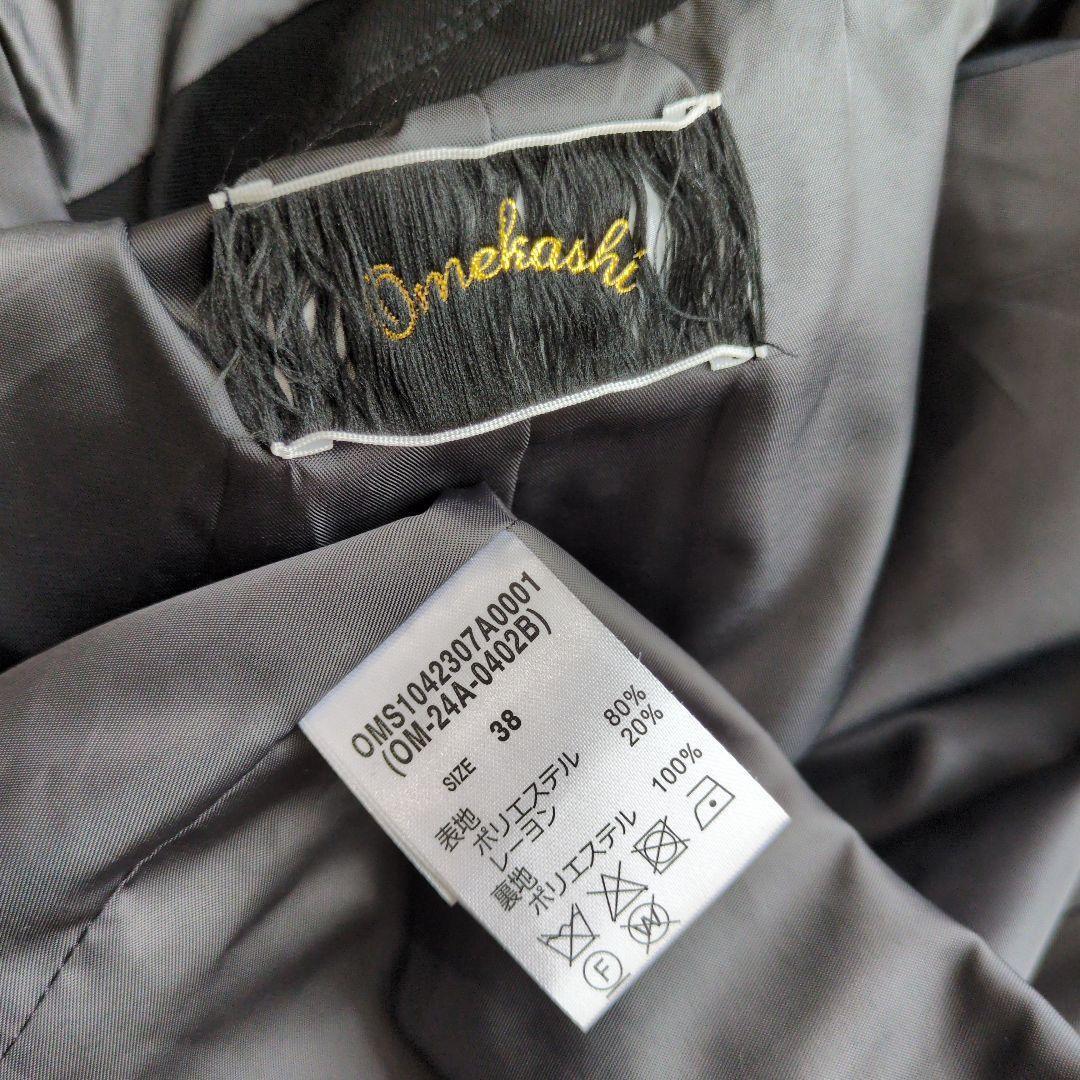 Omekashi
OMS1042307A0001
(OM-24A-0402B)
SIZE 38
表地
ポリエステル 80%
レーヨン 20%
裏地
ポリエステル 100%
F W